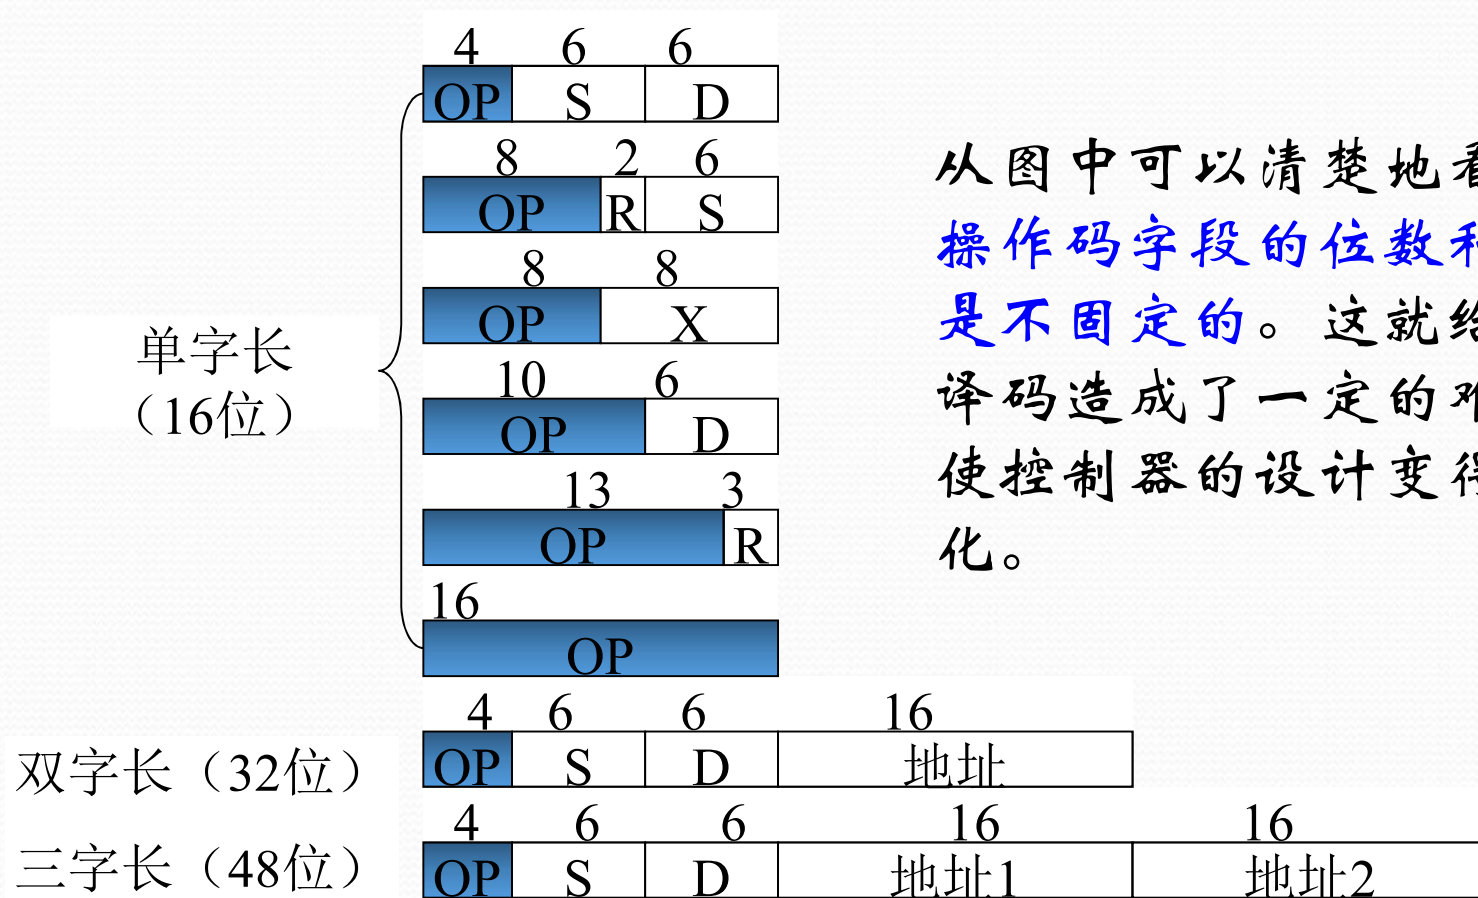 4 6 6
OP S D
8 2 6
OP R S
8 8
OP X
10 6
OP D
13 3
OP R
16
OP
单字长
（16位）
从图中可以清楚地
操作码字段的位数
是不固定的。这就
译码造成了一定的
使控制器的设计变
化。
4 6 6 16
双字长（32位） OP S D 地址
4 6 6 16 16
三字长（48位） OP S D 地址1 地址2